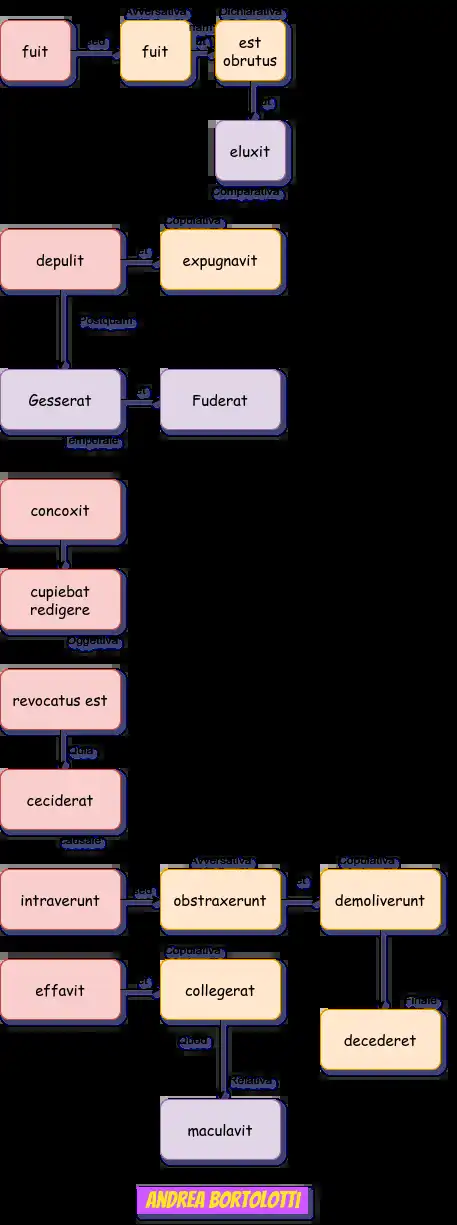 Avversativa
Dichiarativa
nam
fuit
sed
fuit
et
est
obrutus
et
eluxit
Comparativa
Copulativa
depulit
et
expugnavit
Postquam
Gesserat
et
Fuderat
Temporale
concoxit
cupiebat
redigere
Oggettiva
revocatus est
Quia
ceciderat
Causale
Avversativa
Copulativa
intraverunt
sed
obstraxerunt
et
demoliverunt
Copulativa
effavit
et
collegerat
Finale
decederet
Quod
Relativa
maculavit
ANDREA BORTOLOTTI